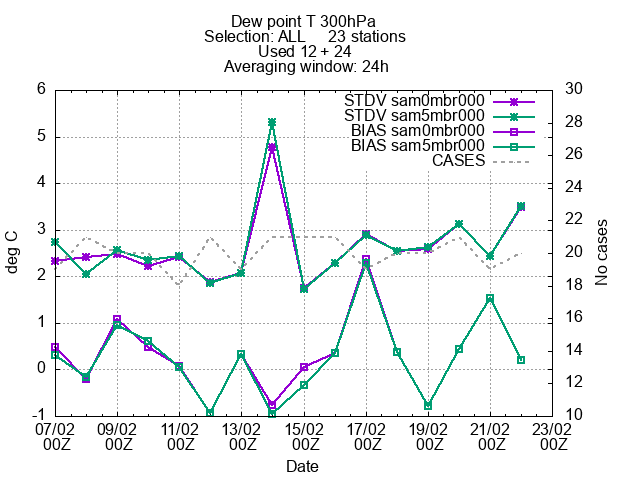 Dew point T 300hPa
Selection: ALL 23 stations
Used 12 + 24
Averaging window: 24h
6
5
4
3
2
1
0
-1
deg C
30
28
26
24
22
20
18
16
14
12
10
No cases
STDV sam0mbr000
STDV sam5mbr000
BIAS sam0mbr000
BIAS sam5mbr000
CASES
07/02 09/02 11/02 13/02 15/02 17/02 19/02 21/02 23/02
00Z 00Z 00Z 00Z 00Z 00Z 00Z 00Z 00Z
Date